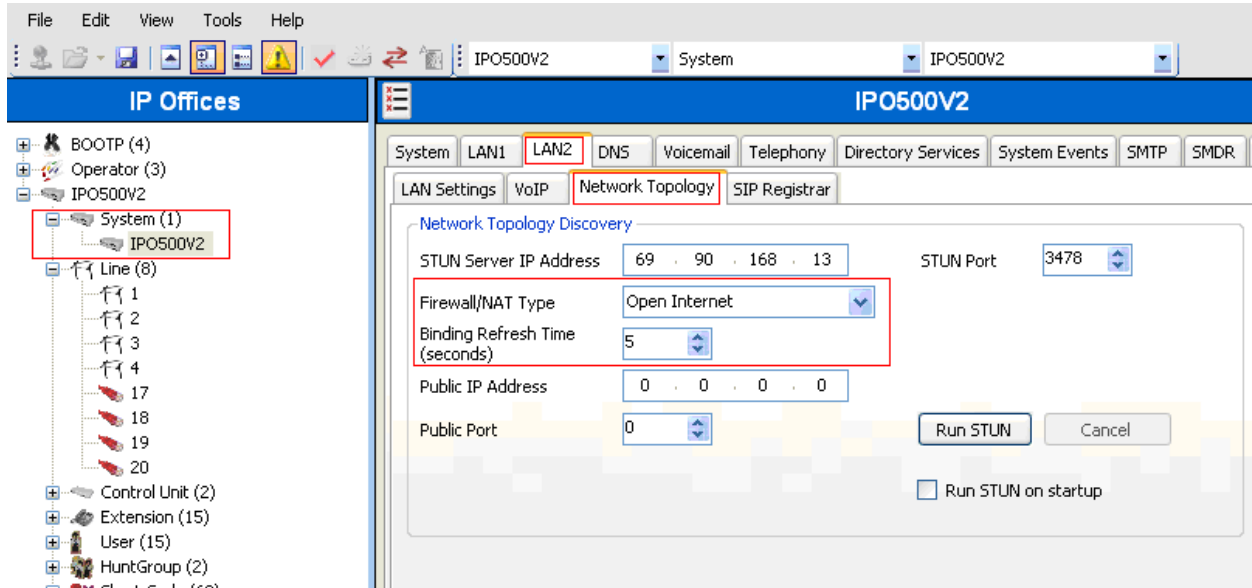 File Edit View Tools Help
IPO500V2 System IPO500V2
IP Offices
IPO500V2
BOOTP (4)
Operator (3)
IPO500V2
System (1)
IPO500V2
Line (8)
1
2
3
4
17
18
19
20
Control Unit (2)
Extension (15)
User (15)
HuntGroup (2)
System LAN1 LAN2 DNS Voicemail Telephony Directory Services System Events SMTP SMDR
LAN Settings VoIP Network Topology SIP Registrar
Network Topology Discovery
STUN Server IP Address 69 . 90 . 168 . 13 STUN Port 3478
Firewall/NAT Type Open Internet
Binding Refresh Time
(seconds) 5
Public IP Address 0 . 0 . 0 . 0
Public Port 0 Run STUN Cancel
Run STUN on startup